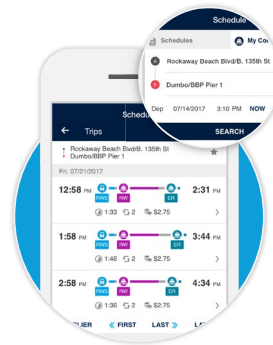 Schedule
Schedules
My Co
A Rockaway Beach Blvd/B. 135th St
B Dumbo/BBP Pier 1
Dep 07/14/2017 3:10 PM NOW
SEARCH
Sched
Trips
Rockaway Beach Blvd/B. 135th St
Dumbo/BBP Pier 1
Fri. 07/21/2017
12:58 PM RWS RW ER 2:31 PM
1:33 2 $2.75
1:58 PM RWS RW ER 3:44 PM
1:46 2 $2.75
2:58 PM RWS RW ER 4:34 PM
1:36 2 $2.75
LIER FIRST LAST LA